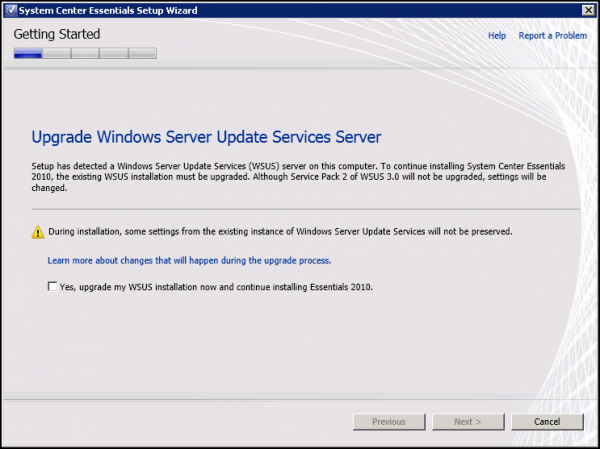 System Center Essentials Setup Wizard
Getting Started
Help
Report a Problem
Upgrade Windows Server Update Services Server
Setup has detected a Windows Server Update Services (WSUS) server on this computer. To continue installing System Center Essentials
2010, the existing WSUS installation must be upgraded. Although Service Pack 2 of WSUS 3.0 will not be upgraded, settings will be
changed.
During installation, some settings from the existing instance of Windows Server Update Services will not be preserved.
Learn more about changes that will happen during the upgrade process.
Yes, upgrade my WSUS installation now and continue installing Essentials 2010.
Previous
Next >
Cancel